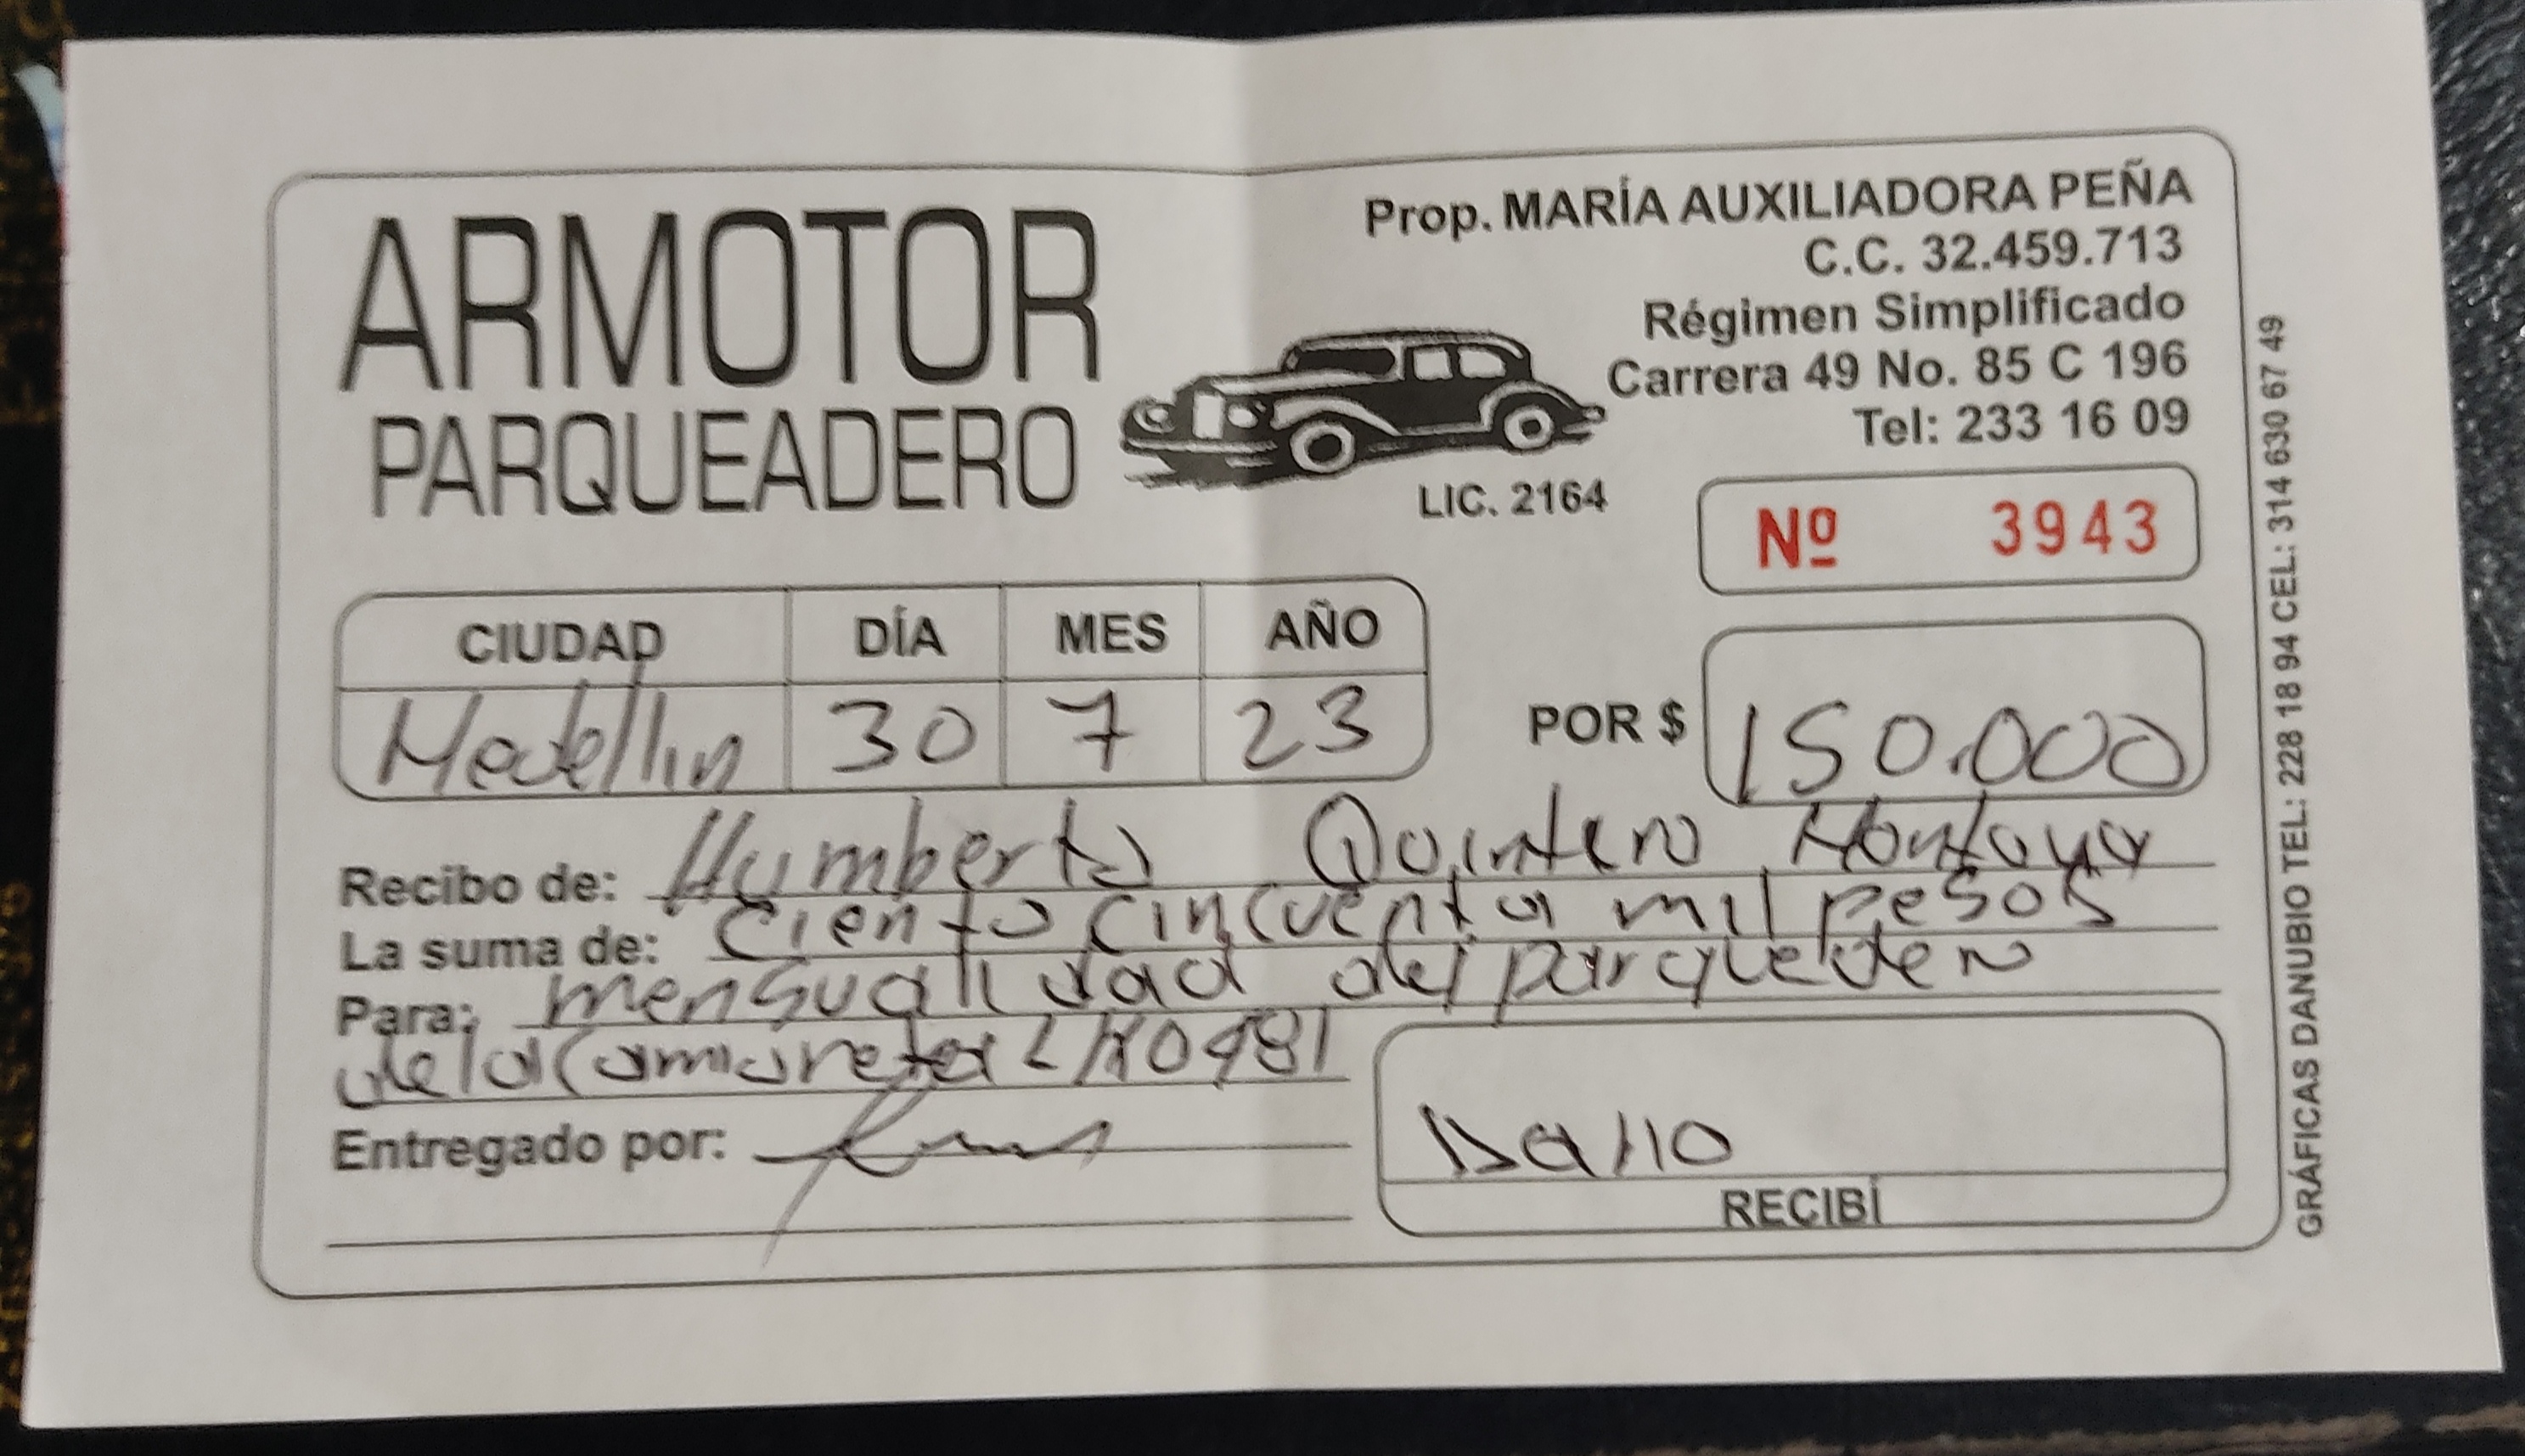 ARMOTOR
PARQUEADERO
Prop. MARÍA AUXILIADORA PEÑA
C.C. 32.459.713
Régimen Simplificado
Carrera 49 No. 85 C 196
Tel: 233 16 09
LIC. 2164
Nº 3943
CIUDAD DÍA MES AÑO
Medellin 30 7 23
POR $ 150.000
Recibo de: Humberto Quintero Montoya
La suma de: Ciento Cincuenta mil pesos
Para: mensualidad del parquedero
de la Camioneta
Entregado por:
RECIBÍ
GRÁFICAS DANUBIO TEL: 228 18 94 CEL: 314 630 67 49